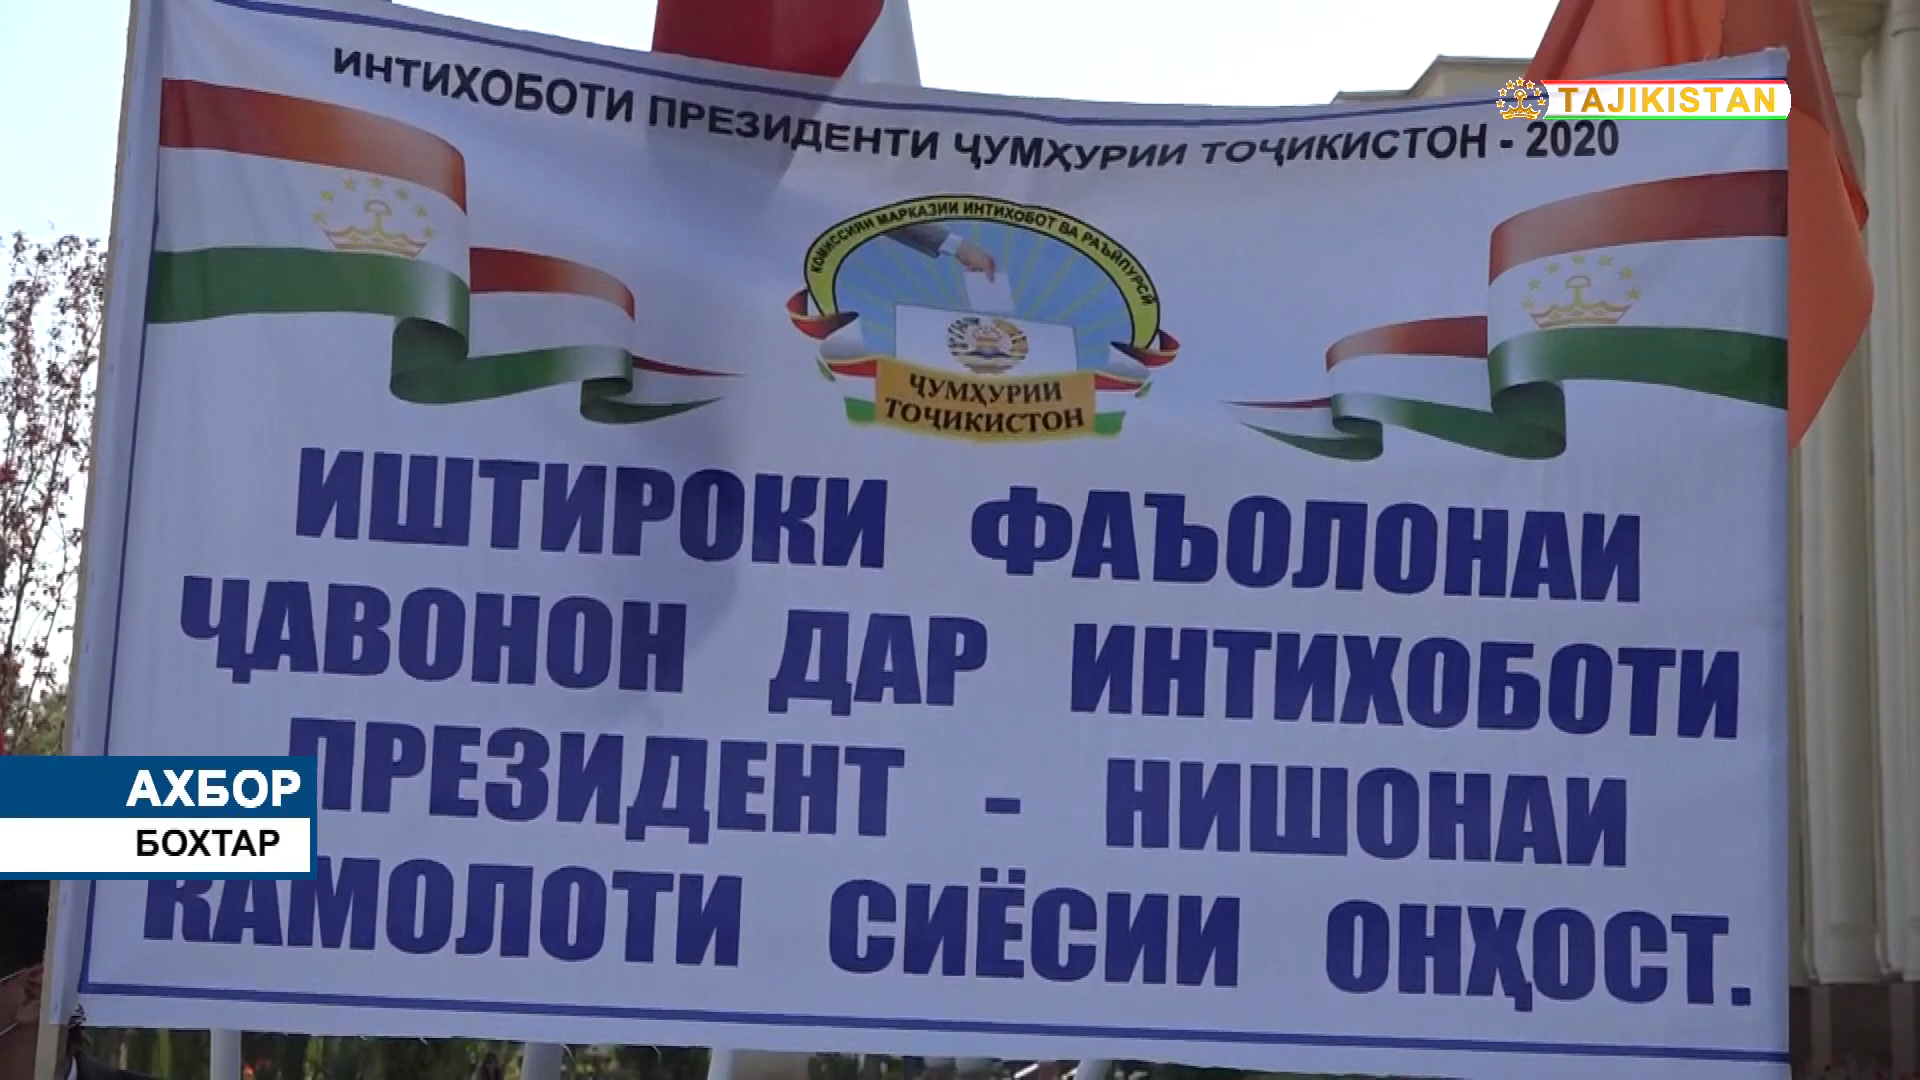 ИНТИХОБОТИ ПРЕЗИДЕНТИ ҶУМҲУРИИ ТОҶИКИСТОН - 2020
TAJIKISTAN
КОМИССИЯИ МАРКАЗИИ ИНТИХОБОТ ВА РАЪЙПУРСӢ
ҶУМҲУРИИ
ТОҶИКИСТОН
ИШТИРОКИ ФАЪОЛОНАИ
ҶАВОНОН ДАР ИНТИХОБОТИ
ПРЕЗИДЕНТ - НИШОНАИ
КАМОЛОТИ СИЁСИИ ОНҲОСТ.
АХБОР
БОХТАР